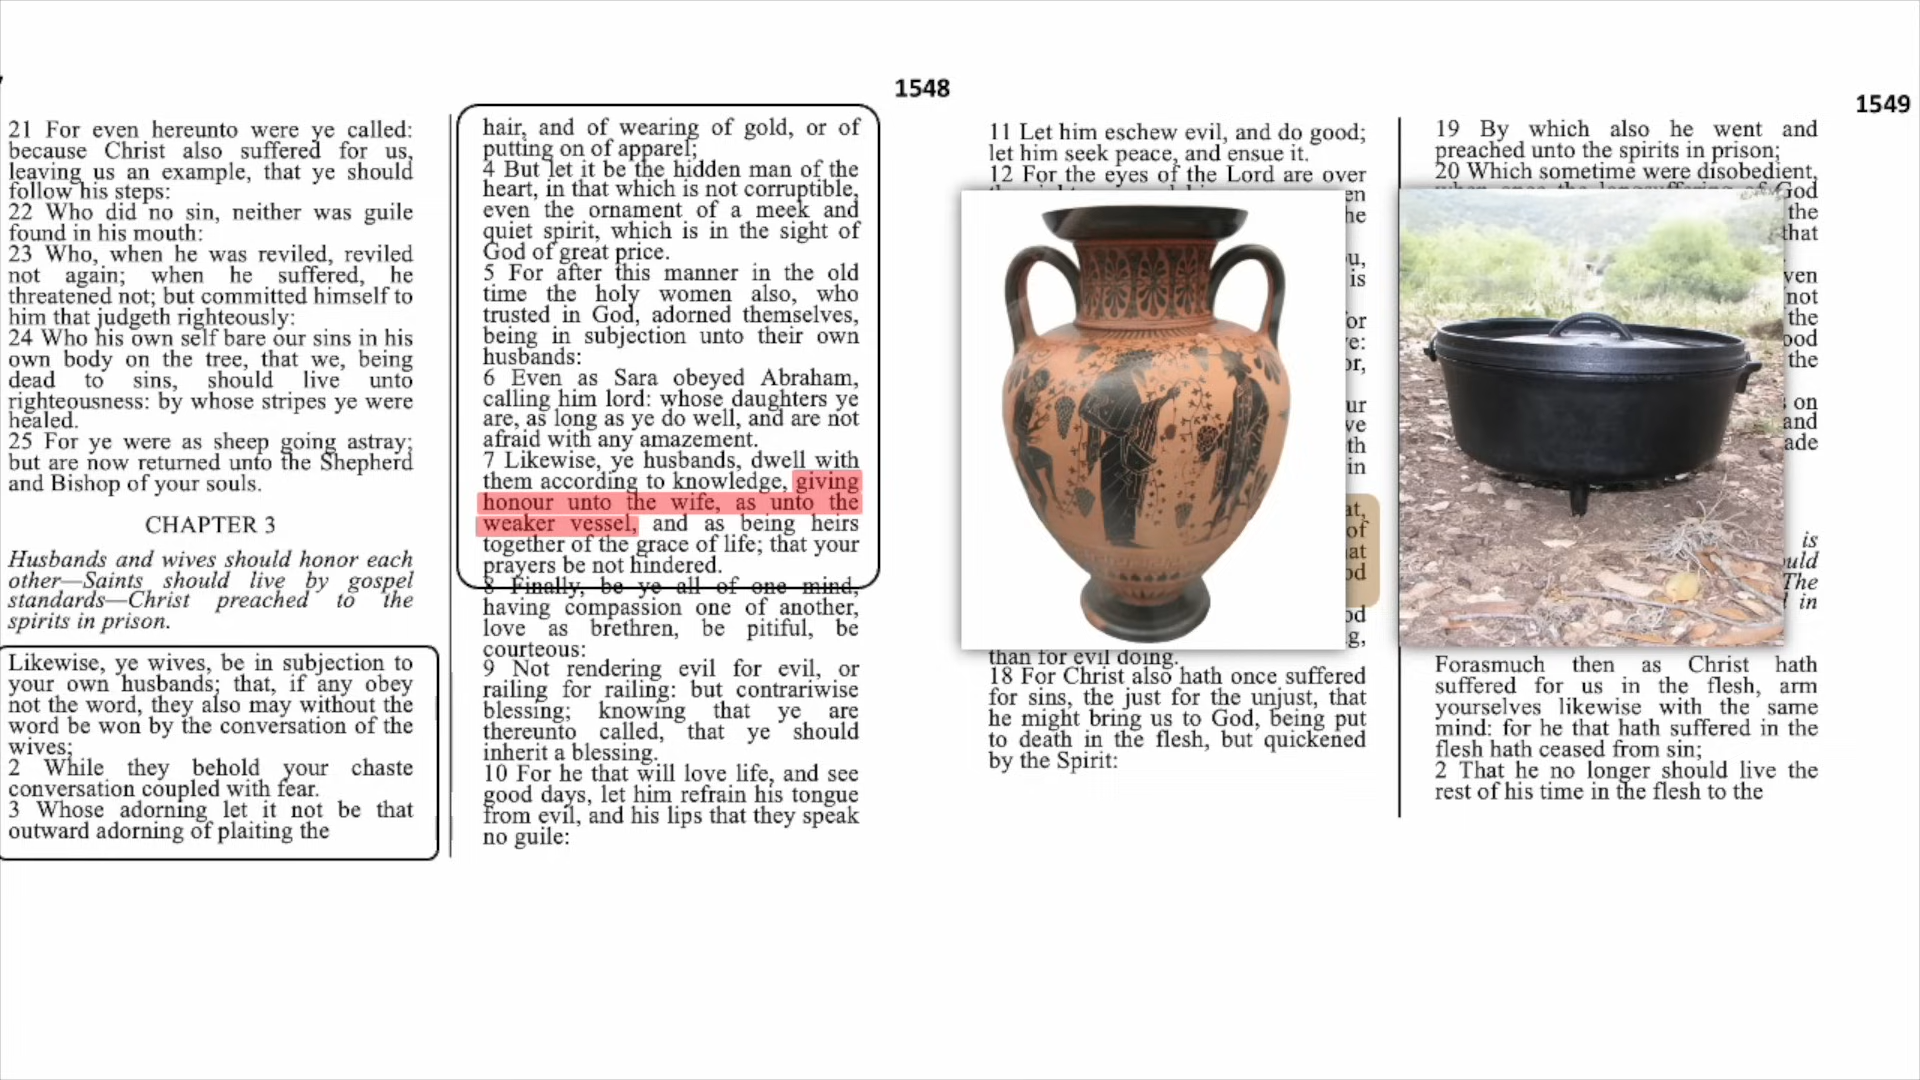 1548
1549
21 For even hereunto were ye called:
because Christ also suffered for us,
leaving us an example, that ye should
follow his steps:
22 Who did no sin, neither was guile
found in his mouth:
23 Who, when he was reviled, reviled
not again; when he suffered, he
threatened not; but committed himself to
him that judgeth righteously:
24 Who his own self bare our sins in his
own body on the tree, that we, being
dead to sins, should live unto
righteousness: by whose stripes ye were
healed.
25 For ye were as sheep going astray;
but are now returned unto the Shepherd
and Bishop of your souls.
CHAPTER 3
Husbands and wives should honor each
other—Saints should live by gospel
standards—Christ preached to the
spirits in prison.
Likewise, ye wives, be in subjection to
your own husbands; that, if any obey
not the word, they also may without the
word be won by the conversation of the
wives;
2 While they behold your chaste
conversation coupled with fear.
3 Whose adorning let it not be that
outward adorning of plaiting the
hair, and of wearing of gold, or of
putting on of apparel;
4 But let it be the hidden man of the
heart, in that which is not corruptible,
even the ornament of a meek and
quiet spirit, which is in the sight of
God of great price.
5 For after this manner in the old
time the holy women also, who
trusted in God, adorned themselves,
being in subjection unto their own
husbands:
6 Even as Sara obeyed Abraham,
calling him lord: whose daughters ye
are, as long as ye do well, and are not
afraid with any amazement.
7 Likewise, ye husbands, dwell with
them according to knowledge, giving
honour unto the wife, as unto the
weaker vessel, and as being heirs
together of the grace of life; that your
prayers be not hindered.
8 Finally, be ye all of one mind,
having compassion one of another,
love as brethren, be pitiful, be
courteous:
9 Not rendering evil for evil, or
railing for railing: but contrariwise
blessing; knowing that ye are
thereunto called, that ye should
inherit a blessing.
10 For he that will love life, and see
good days, let him refrain his tongue
from evil, and his lips that they speak
no guile:
11 Let him eschew evil, and do good;
let him seek peace, and ensue it.
12 For the eyes of the Lord are over
than for evil doing.
18 For Christ also hath once suffered
for sins, the just for the unjust, that
he might bring us to God, being put
to death in the flesh, but quickened
by the Spirit:
19 By which also he went and
preached unto the spirits in prison;
20 Which sometime were disobedient,
when once the longsuffering of God
the
that
not
the
the
on
and
is
The
in
Forasmuch then as Christ hath
suffered for us in the flesh, arm
yourselves likewise with the same
mind: for he that hath suffered in the
flesh hath ceased from sin;
2 That he no longer should live the
rest of his time in the flesh to the